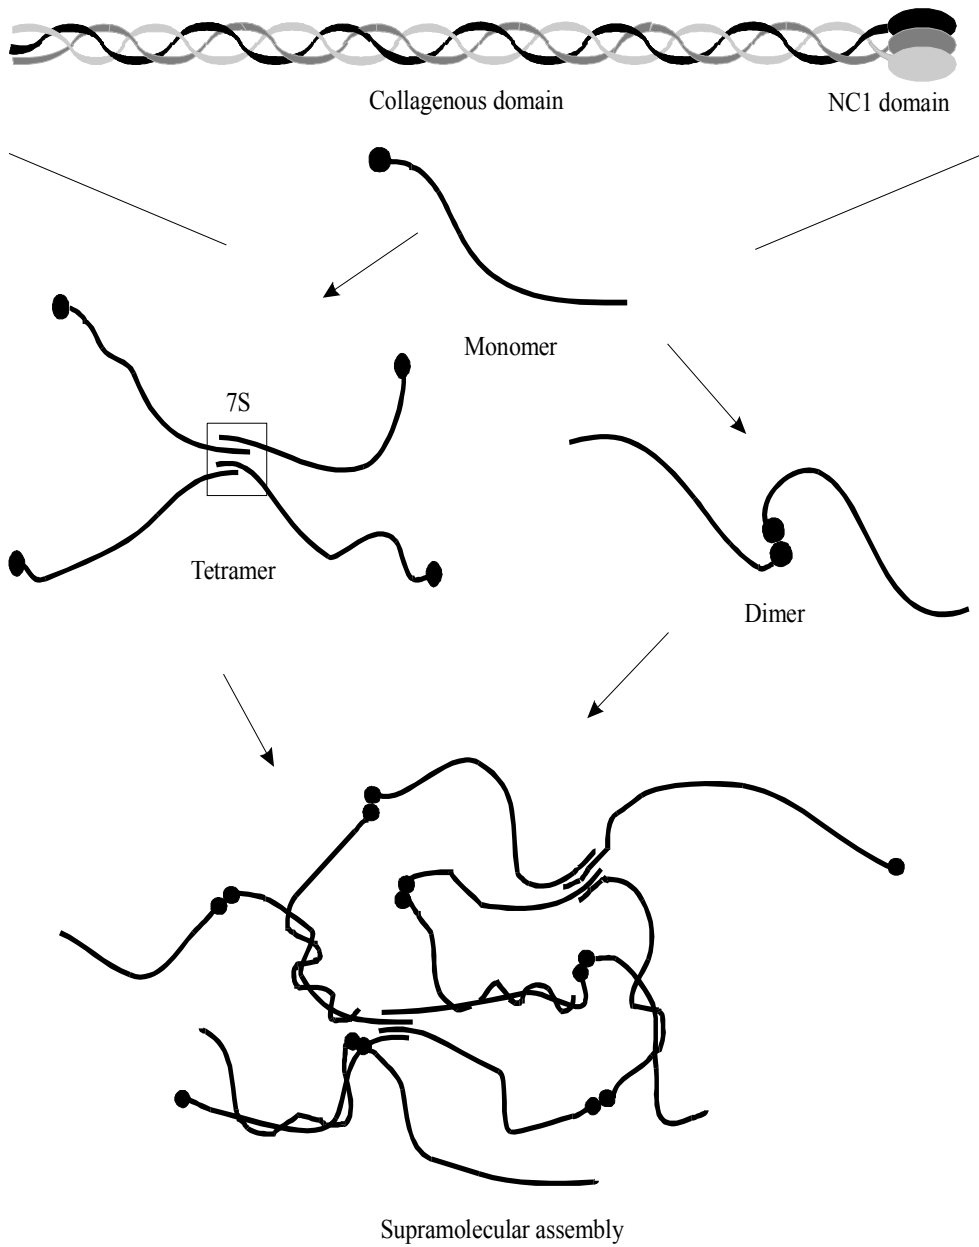 Collagenous domain
NC1 domain
Monomer
7S
Tetramer
Dimer
Supramolecular assembly